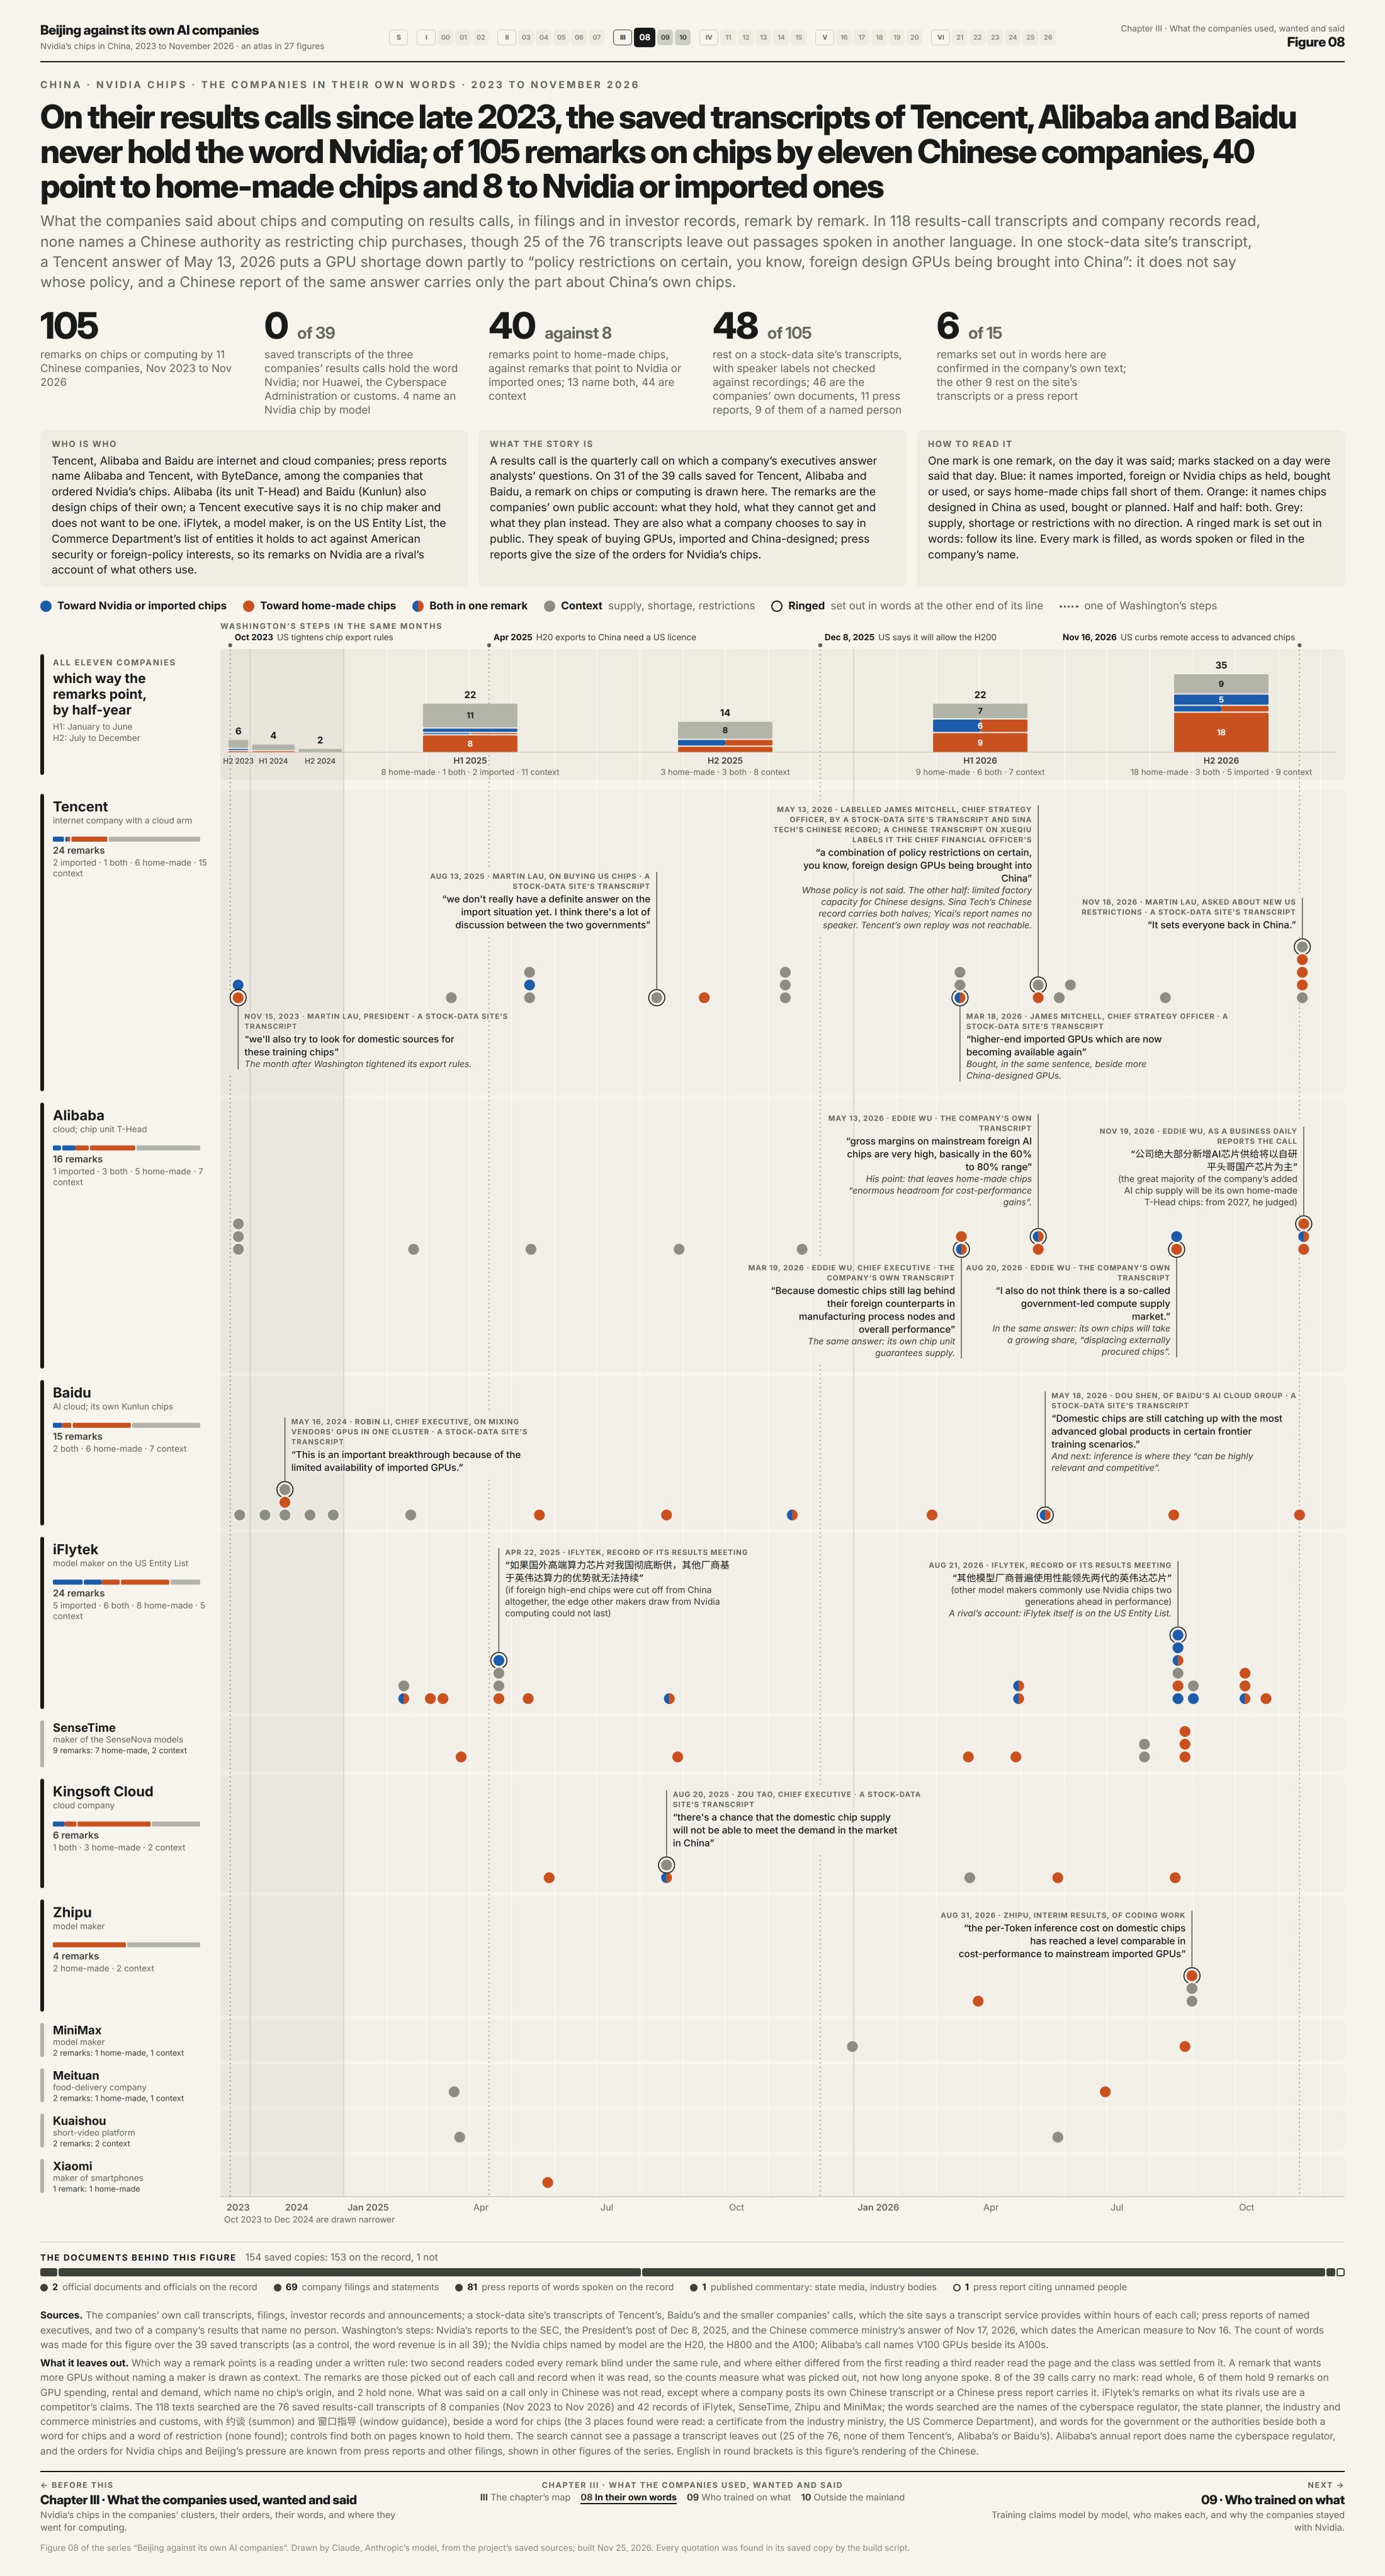 Beijing against its own AI companies
Nvidia's chips in China, 2023 to November 2026 · an atlas in 27 figures
S I 00 01 02 II 03 04 05 06 07 III 08 09 10 IV 11 12 13 14 15 V 16 17 18 19 20 VI 21 22 23 24 25 26
Chapter III · What the companies used, wanted and said
Figure 08
CHINA · NVIDIA CHIPS · THE COMPANIES IN THEIR OWN WORDS · 2023 TO NOVEMBER 2026
On their results calls since late 2023, the saved transcripts of Tencent, Alibaba and Baidu
never hold the word Nvidia; of 105 remarks on chips by eleven Chinese companies, 40
point to home-made chips and 8 to Nvidia or imported ones
What the companies said about chips and computing on results calls, in filings and in investor records, remark by remark. In 118 results-call transcripts and company records read,
none names a Chinese authority as restricting chip purchases, though 25 of the 76 transcripts leave out passages spoken in another language. In one stock-data site's transcript,
a Tencent answer of May 13, 2026 puts a GPU shortage down partly to “policy restrictions on certain, you know, foreign design GPUs being brought into China”: it does not say
whose policy, and a Chinese report of the same answer carries only the part about China's own chips.
105
remarks on chips or computing by 11
Chinese companies, Nov 2023 to Nov
2026
0 of 39
saved transcripts of the three
companies' results calls hold the word
Nvidia; nor Huawei, the Cyberspace
Administration or customs. 4 name an
Nvidia chip by model
40 against 8
remarks point to home-made chips,
against remarks that point to Nvidia or
imported ones; 13 name both, 44 are
context
48 of 105
rest on a stock-data site's transcripts,
with speaker labels not checked
against recordings; 46 are the
companies' own documents, 11 press
reports, 9 of them of a named person
6 of 15
remarks set out in words here are
confirmed in the company's own text;
the other 9 rest on the site's
transcripts or a press report
WHO IS WHO
Tencent, Alibaba and Baidu are internet and cloud companies; press reports
name Alibaba and Tencent, with ByteDance, among the companies that
ordered Nvidia's chips. Alibaba (its unit T-Head) and Baidu (Kunlun) also
design chips of their own; a Tencent executive says it is no chip maker and
does not want to be one. iFlytek, a model maker, is on the US Entity List, the
Commerce Department's list of entities it holds to act against American
security or foreign-policy interests, so its remarks on Nvidia are a rival's
account of what others use.
WHAT THE STORY IS
A results call is the quarterly call on which a company's executives answer
analysts' questions. On 31 of the 39 calls saved for Tencent, Alibaba and
Baidu, a remark on chips or computing is drawn here. The remarks are the
companies' own public account: what they hold, what they cannot get and
what they plan instead. They are also what a company chooses to say in
public. They speak of buying GPUs, imported and China-designed; press
reports give the size of the orders for Nvidia's chips.
HOW TO READ IT
One mark is one remark, on the day it was said; marks stacked on a day were
said that day. Blue: it names imported, foreign or Nvidia chips as held, bought
or used, or says home-made chips fall short of them. Orange: it names chips
designed in China as used, bought or planned. Half and half: both. Grey:
supply, shortage or restrictions with no direction. A ringed mark is set out in
words: follow its line. Every mark is filled, as words spoken or filed in the
company's name.
Toward Nvidia or imported chips
Toward home-made chips
Both in one remark
Context supply, shortage, restrictions
Ringed set out in words at the other end of its line
one of Washington's steps
WASHINGTON'S STEPS IN THE SAME MONTHS
Oct 2023 US tightens chip export rules
Apr 2025 H20 exports to China need a US licence
Dec 8, 2025 US says it will allow the H200
Nov 16, 2026 US curbs remote access to advanced chips
ALL ELEVEN COMPANIES
which way the
remarks point,
by half-year
H1: January to June
H2: July to December
6
H2 2023
4
H1 2024
2
H2 2024
22
11
8
H1 2025
8 home-made · 1 both · 2 imported · 11 context
14
8
H2 2025
3 home-made · 3 both · 8 context
22
7
6
9
H1 2026
9 home-made · 6 both · 7 context
35
9
5
18
H2 2026
18 home-made · 3 both · 5 imported · 9 context
Tencent
internet company with a cloud arm
24 remarks
2 imported · 1 both · 6 home-made · 15
context
MAY 13, 2026 · LABELLED JAMES MITCHELL, CHIEF STRATEGY
OFFICER, BY A STOCK-DATA SITE'S TRANSCRIPT AND SINA
TECH'S CHINESE RECORD; A CHINESE TRANSCRIPT ON XUEQIU
LABELS IT THE CHIEF FINANCIAL OFFICER'S
“a combination of policy restrictions on certain,
you know, foreign design GPUs being brought into
China”
Whose policy is not said. The other half: limited factory
capacity for Chinese designs. Sina Tech's Chinese
record carries both halves; Yicai's report names no
speaker. Tencent's own replay was not reachable.
AUG 13, 2025 · MARTIN LAU, ON BUYING US CHIPS · A
STOCK-DATA SITE'S TRANSCRIPT
“we don't really have a definite answer on the
import situation yet. I think there's a lot of
discussion between the two governments”
NOV 18, 2026 · MARTIN LAU, ASKED ABOUT NEW US
RESTRICTIONS · A STOCK-DATA SITE'S TRANSCRIPT
“It sets everyone back in China.”
NOV 15, 2023 · MARTIN LAU, PRESIDENT · A STOCK-DATA SITE'S
TRANSCRIPT
“we'll also try to look for domestic sources for
these training chips”
The month after Washington tightened its export rules.
MAR 18, 2026 · JAMES MITCHELL, CHIEF STRATEGY OFFICER · A
STOCK-DATA SITE'S TRANSCRIPT
“higher-end imported GPUs which are now
becoming available again”
Bought, in the same sentence, beside more
China-designed GPUs.
Alibaba
cloud; chip unit T-Head
16 remarks
1 imported · 3 both · 5 home-made · 7
context
MAY 13, 2026 · EDDIE WU · THE COMPANY'S OWN
TRANSCRIPT
“gross margins on mainstream foreign AI
chips are very high, basically in the 60%
to 80% range”
His point: that leaves home-made chips
“enormous headroom for cost-performance
gains”.
NOV 19, 2026 · EDDIE WU, AS A BUSINESS DAILY
REPORTS THE CALL
“公司绝大部分新增AI芯片供给将以自研
平头哥国产芯片为主”
(the great majority of the company's added
AI chip supply will be its own home-made
T-Head chips: from 2027, he judged)
MAR 19, 2026 · EDDIE WU, CHIEF EXECUTIVE · THE
COMPANY'S OWN TRANSCRIPT
“Because domestic chips still lag behind
their foreign counterparts in
manufacturing process nodes and
overall performance”
The same answer: its own chip unit
guarantees supply.
AUG 20, 2026 · EDDIE WU · THE COMPANY'S OWN
TRANSCRIPT
“I also do not think there is a so-called
government-led compute supply
market.”
In the same answer: its own chips will take
a growing share, “displacing externally
procured chips”.
Baidu
AI cloud; its own Kunlun chips
15 remarks
2 both · 6 home-made · 7 context
MAY 16, 2024 · ROBIN LI, CHIEF EXECUTIVE, ON MIXING
VENDORS' GPUS IN ONE CLUSTER · A STOCK-DATA SITE'S
TRANSCRIPT
“This is an important breakthrough because of the
limited availability of imported GPUs.”
MAY 18, 2026 · DOU SHEN, OF BAIDU'S AI CLOUD GROUP · A
STOCK-DATA SITE'S TRANSCRIPT
“Domestic chips are still catching up with the most
advanced global products in certain frontier
training scenarios.”
And next: inference is where they “can be highly
relevant and competitive”.
iFlytek
model maker on the US Entity List
24 remarks
5 imported · 6 both · 8 home-made · 5
context
APR 22, 2025 · IFLYTEK, RECORD OF ITS RESULTS MEETING
“如果国外高端算力芯片对我国彻底断供，其他厂商基
于英伟达算力的优势就无法持续”
(if foreign high-end chips were cut off from China
altogether, the edge other makers draw from Nvidia
computing could not last)
AUG 21, 2026 · IFLYTEK, RECORD OF ITS RESULTS MEETING
“其他模型厂商普遍使用性能领先两代的英伟达芯片”
(other model makers commonly use Nvidia chips two
generations ahead in performance)
A rival's account: iFlytek itself is on the US Entity List.
SenseTime
maker of the SenseNova models
9 remarks: 7 home-made, 2 context
Kingsoft Cloud
cloud company
6 remarks
1 both · 3 home-made · 2 context
AUG 20, 2025 · ZOU TAO, CHIEF EXECUTIVE · A STOCK-DATA
SITE'S TRANSCRIPT
“there's a chance that the domestic chip supply
will not be able to meet the demand in the market
in China”
Zhipu
model maker
4 remarks
2 home-made · 2 context
AUG 31, 2026 · ZHIPU, INTERIM RESULTS, OF CODING WORK
“the per-Token inference cost on domestic chips
has reached a level comparable in
cost-performance to mainstream imported GPUs”
MiniMax
model maker
2 remarks: 1 home-made, 1 context
Meituan
food-delivery company
2 remarks: 1 home-made, 1 context
Kuaishou
short-video platform
2 remarks: 2 context
Xiaomi
maker of smartphones
1 remark: 1 home-made
2023 2024 Jan 2025 Apr Jul Oct Jan 2026 Apr Jul Oct
Oct 2023 to Dec 2024 are drawn narrower
THE DOCUMENTS BEHIND THIS FIGURE 154 saved copies: 153 on the record, 1 not
2 official documents and officials on the record
69 company filings and statements
81 press reports of words spoken on the record
1 published commentary: state media, industry bodies
1 press report citing unnamed people
Sources. The companies' own call transcripts, filings, investor records and announcements; a stock-data site's transcripts of Tencent's, Baidu's and the smaller companies' calls, which the site says a transcript service provides within hours of each call; press reports of named
executives, and two of a company's results that name no person. Washington's steps: Nvidia's reports to the SEC, the President's post of Dec 8, 2025, and the Chinese commerce ministry's answer of Nov 17, 2026, which dates the American measure to Nov 16. The count of words
was made for this figure over the 39 saved transcripts (as a control, the word revenue is in all 39); the Nvidia chips named by model are the H20, the H800 and the A100; Alibaba's call names V100 GPUs beside its A100s.
What it leaves out. Which way a remark points is a reading under a written rule: two second readers coded every remark blind under the same rule, and where either differed from the first reading a third reader read the page and the class was settled from it. A remark that wants
more GPUs without naming a maker is drawn as context. The remarks are those picked out of each call and record when it was read, so the counts measure what was picked out, not how long anyone spoke. 8 of the 39 calls carry no mark: read whole, 6 of them hold 9 remarks on
GPU spending, rental and demand, which name no chip's origin, and 2 hold none. What was said on a call only in Chinese was not read, except where a company posts its own Chinese transcript or a Chinese press report carries it. iFlytek's remarks on what its rivals use are a
competitor's claims. The 118 texts searched are the 76 saved results-call transcripts of 8 companies (Nov 2023 to Nov 2026) and 42 records of iFlytek, SenseTime, Zhipu and MiniMax; the words searched are the names of the cyberspace regulator, the state planner, the industry and
commerce ministries and customs, with 约谈 (summon) and 窗口指导 (window guidance), beside a word for chips (the 3 places found were read: a certificate from the industry ministry, the US Commerce Department), and words for the government or the authorities beside both a
word for chips and a word of restriction (none found); controls find both on pages known to hold them. The search cannot see a passage a transcript leaves out (25 of the 76, none of them Tencent's, Alibaba's or Baidu's). Alibaba's annual report does name the cyberspace regulator,
and the orders for Nvidia chips and Beijing's pressure are known from press reports and other filings, shown in other figures of the series. English in round brackets is this figure's rendering of the Chinese.
← BEFORE THIS
Chapter III · What the companies used, wanted and said
Nvidia's chips in the companies' clusters, their orders, their words, and where they
went for computing.
CHAPTER III · WHAT THE COMPANIES USED, WANTED AND SAID
III The chapter's map 08 In their own words 09 Who trained on what 10 Outside the mainland
NEXT →
09 · Who trained on what
Training claims model by model, who makes each, and why the companies stayed
with Nvidia.
Figure 08 of the series “Beijing against its own AI companies”. Drawn by Claude, Anthropic's model, from the project's saved sources; built Nov 25, 2026. Every quotation was found in its saved copy by the build script.